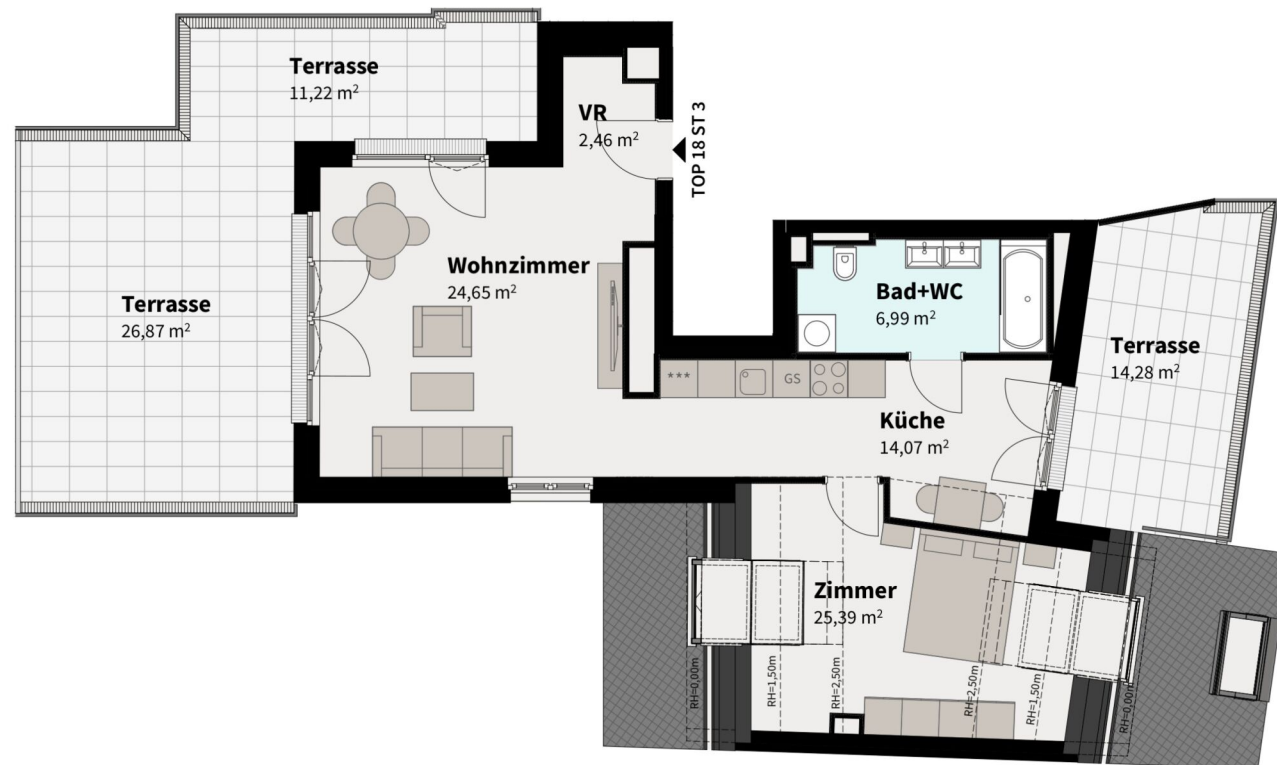 Terrasse
11,22 m²
VR
2,46 m²
TOP 18 ST 3
Wohnzimmer
24,65 m²
Terrasse
26,87 m²
Bad+WC
6,99 m²
Terrasse
14,28 m²
***
GS
Küche
14,07 m²
Zimmer
25,39 m²
RH=0,00m
RH=1,50m
RH=2,50m
RH=2,50m
RH=1,50m
RH=0,00m